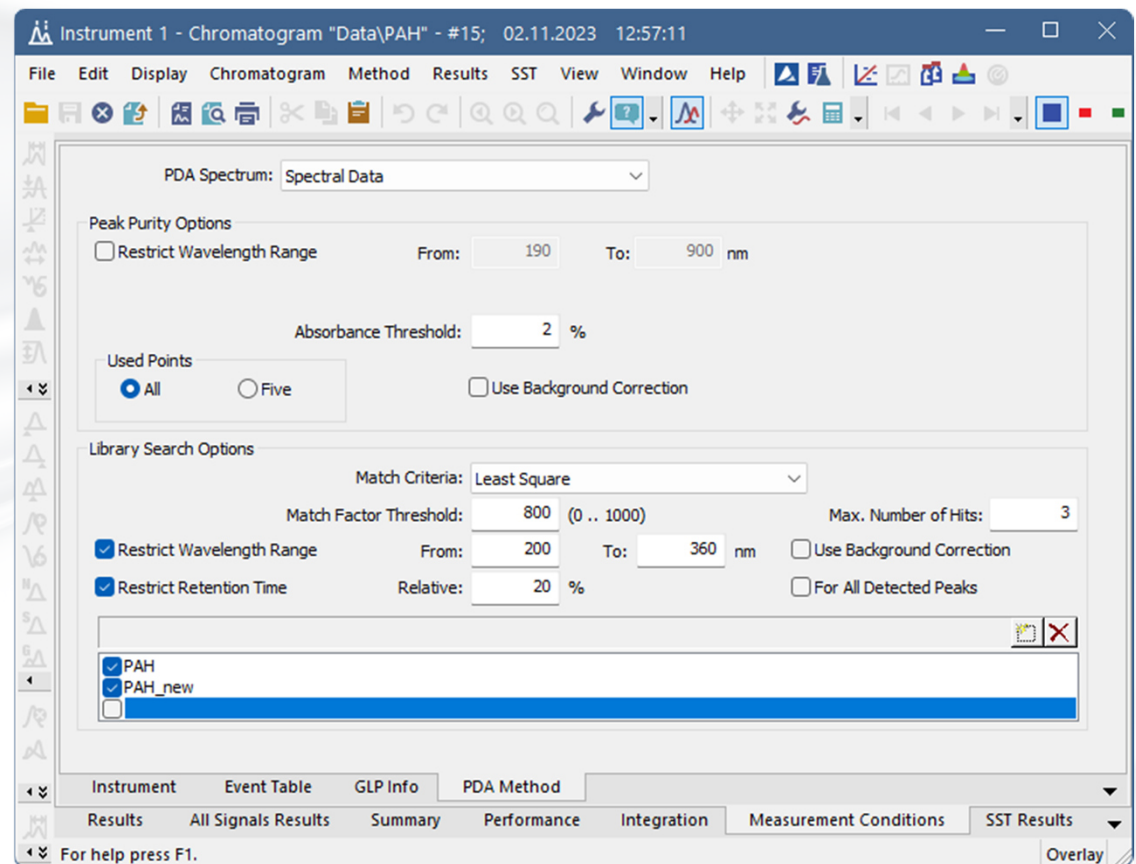 Instrument 1 - Chromatogram "Data\PAH" - #15; 02.11.2023 12:57:11
File Edit Display Chromatogram Method Results SST View Window Help
PDA Spectrum: Spectral Data
Peak Purity Options
Restrict Wavelength Range From: 190 To: 900 nm
Absorbance Threshold: 2 %
Used Points
All Five Use Background Correction
Library Search Options
Match Criteria: Least Square
Match Factor Threshold: 800 (0 .. 1000) Max. Number of Hits: 3
Restrict Wavelength Range From: 200 To: 360 nm Use Background Correction
Restrict Retention Time Relative: 20 % For All Detected Peaks
PAH
PAH_new
Instrument Event Table GLP Info PDA Method
Results All Signals Results Summary Performance Integration Measurement Conditions SST Results
For help press F1. Overlay